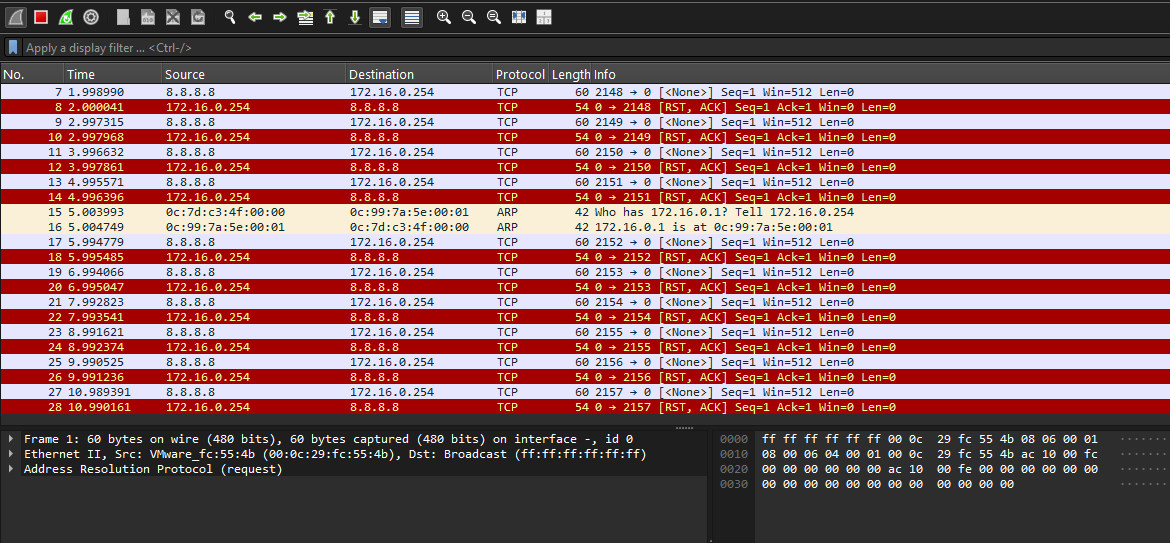 Apply a display filter ... <Ctrl-/>
No. Time Source Destination Protocol Length Info
7 1.998990 8.8.8.8 172.16.0.254 TCP 60 2148 → 0 [<None>] Seq=1 Win=512 Len=0
8 2.000041 172.16.0.254 8.8.8.8 TCP 54 0 → 2148 [RST, ACK] Seq=1 Ack=1 Win=0 Len=0
9 2.997315 8.8.8.8 172.16.0.254 TCP 60 2149 → 0 [<None>] Seq=1 Win=512 Len=0
10 2.997968 172.16.0.254 8.8.8.8 TCP 54 0 → 2149 [RST, ACK] Seq=1 Ack=1 Win=0 Len=0
11 3.996632 8.8.8.8 172.16.0.254 TCP 60 2150 → 0 [<None>] Seq=1 Win=512 Len=0
12 3.997861 172.16.0.254 8.8.8.8 TCP 54 0 → 2150 [RST, ACK] Seq=1 Ack=1 Win=0 Len=0
13 4.995571 8.8.8.8 172.16.0.254 TCP 60 2151 → 0 [<None>] Seq=1 Win=512 Len=0
14 4.996396 172.16.0.254 8.8.8.8 TCP 54 0 → 2151 [RST, ACK] Seq=1 Ack=1 Win=0 Len=0
15 5.003993 0c:7d:c3:4f:00:00 0c:99:7a:5e:00:01 ARP 42 Who has 172.16.0.1? Tell 172.16.0.254
16 5.004749 0c:99:7a:5e:00:01 0c:7d:c3:4f:00:00 ARP 42 172.16.0.1 is at 0c:99:7a:5e:00:01
17 5.994779 8.8.8.8 172.16.0.254 TCP 60 2152 → 0 [<None>] Seq=1 Win=512 Len=0
18 5.995485 172.16.0.254 8.8.8.8 TCP 54 0 → 2152 [RST, ACK] Seq=1 Ack=1 Win=0 Len=0
19 6.994066 8.8.8.8 172.16.0.254 TCP 60 2153 → 0 [<None>] Seq=1 Win=512 Len=0
20 6.995047 172.16.0.254 8.8.8.8 TCP 54 0 → 2153 [RST, ACK] Seq=1 Ack=1 Win=0 Len=0
21 7.992823 8.8.8.8 172.16.0.254 TCP 60 2154 → 0 [<None>] Seq=1 Win=512 Len=0
22 7.993541 172.16.0.254 8.8.8.8 TCP 54 0 → 2154 [RST, ACK] Seq=1 Ack=1 Win=0 Len=0
23 8.991621 8.8.8.8 172.16.0.254 TCP 60 2155 → 0 [<None>] Seq=1 Win=512 Len=0
24 8.992374 172.16.0.254 8.8.8.8 TCP 54 0 → 2155 [RST, ACK] Seq=1 Ack=1 Win=0 Len=0
25 9.990525 8.8.8.8 172.16.0.254 TCP 60 2156 → 0 [<None>] Seq=1 Win=512 Len=0
26 9.991236 172.16.0.254 8.8.8.8 TCP 54 0 → 2156 [RST, ACK] Seq=1 Ack=1 Win=0 Len=0
27 10.989391 8.8.8.8 172.16.0.254 TCP 60 2157 → 0 [<None>] Seq=1 Win=512 Len=0
28 10.990161 172.16.0.254 8.8.8.8 TCP 54 0 → 2157 [RST, ACK] Seq=1 Ack=1 Win=0 Len=0
Frame 1: 60 bytes on wire (480 bits), 60 bytes captured (480 bits) on interface -, id 0
Ethernet II, Src: VMware_fc:55:4b (00:0c:29:fc:55:4b), Dst: Broadcast (ff:ff:ff:ff:ff:ff)
Address Resolution Protocol (request)
0000 ff ff ff ff ff ff 00 0c 29 fc 55 4b 08 06 00 01 ·······
0010 08 00 06 04 00 01 00 0c 29 fc 55 4b ac 10 00 fc ·······
0020 00 00 00 00 00 00 ac 10 00 fe 00 00 00 00 00 00 ·······
0030 00 00 00 00 00 00 00 00 00 00 00 00 ·······